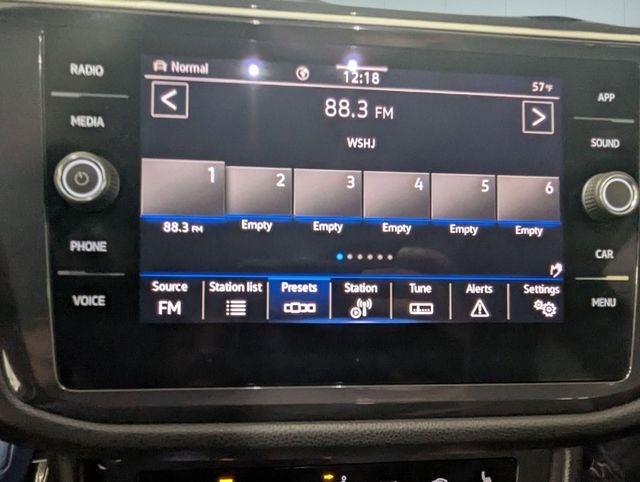 RADIO
MEDIA
PHONE
VOICE
Normal
12:18
57°F
< 88.3 FM >
WSHJ
1 2 3 4 5 6
88.3 FM Empty Empty Empty Empty Empty
Source Station list Presets Station Tune Alerts Settings
FM
APP
SOUND
CAR
MENU